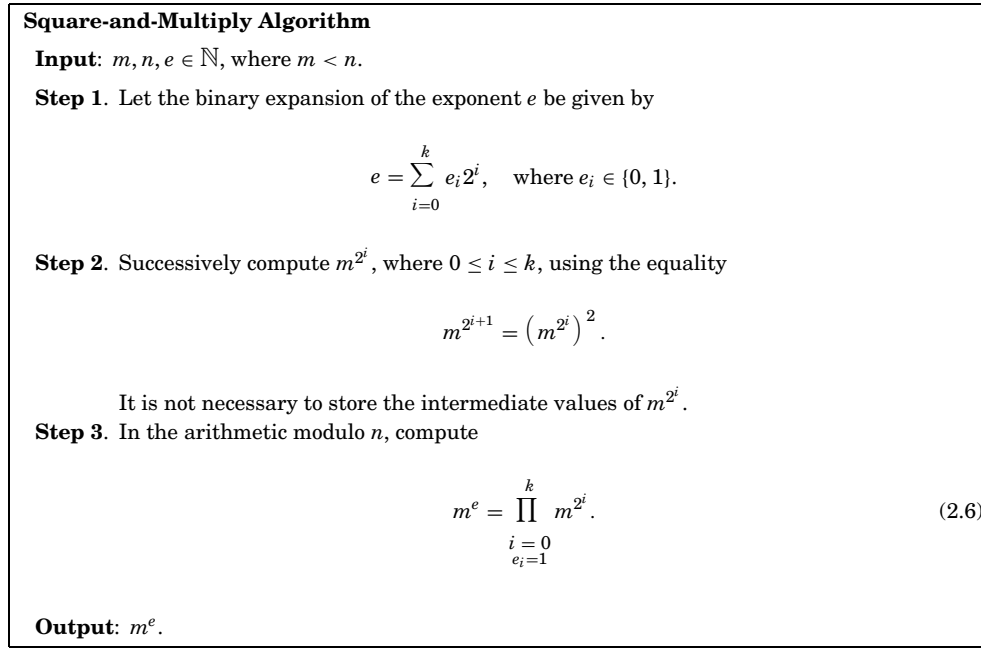 Square-and-Multiply Algorithm
Input: m, n, e ∈ ℕ, where m < n.
Step 1. Let the binary expansion of the exponent e be given by
e = ∑_{i=0}^{k} e_i 2^i, where e_i ∈ {0, 1}.
Step 2. Successively compute m^{2^i}, where 0 ≤ i ≤ k, using the equality
m^{2^{i+1}} = (m^{2^i})^2.
It is not necessary to store the intermediate values of m^{2^i}.
Step 3. In the arithmetic modulo n, compute
m^e = ∏_{i = 0, e_i=1}^{k} m^{2^i}. (2.6)
Output: m^e.